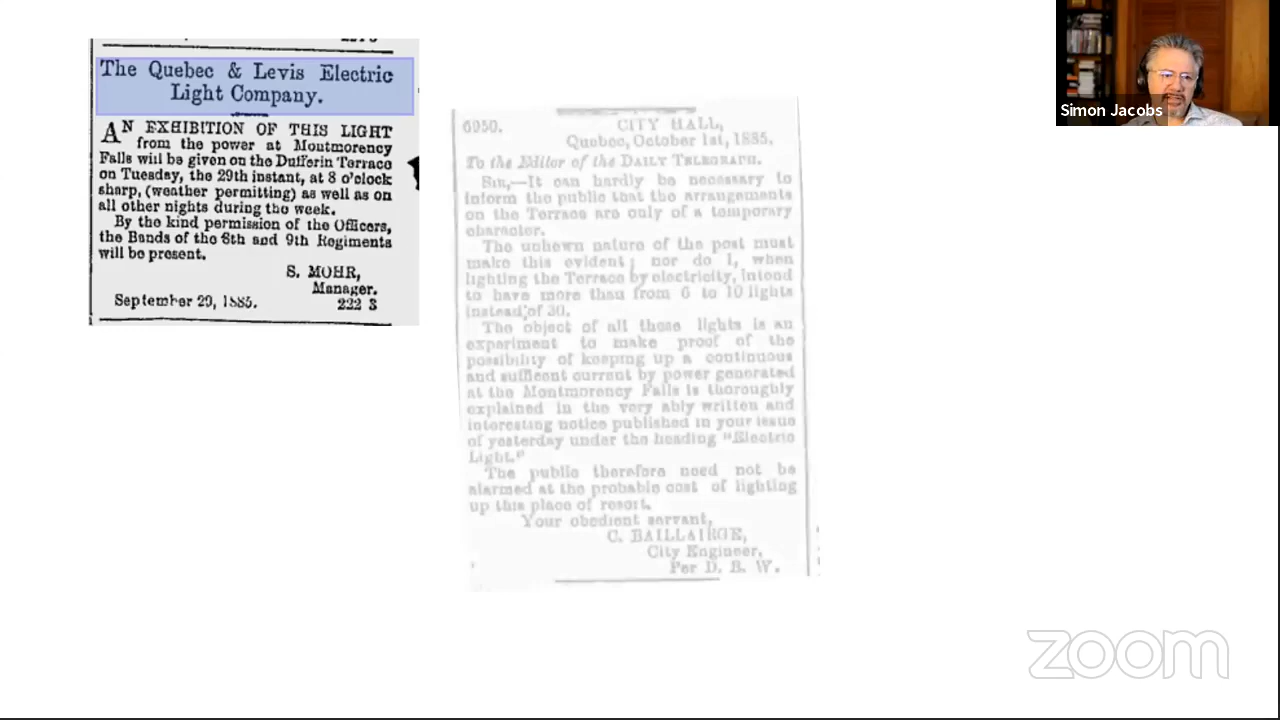 The Quebec & Levis Electric
Light Company.
AN EXHIBITION OF THIS LIGHT
from the power at Montmorency
Falls will be given on the Dufferin Terrace
on Tuesday, the 29th instant, at 8 o'clock
sharp, (weather permitting) as well as on
all other nights during the week.
By the kind permission of the Officers,
the Bands of the 8th and 9th Regiments
will be present.
S. MOHR,
Manager.
September 29, 1885.
222 3
6950.
CITY HALL,
Quebec, October 1st, 1885.
To the Editor of the DAILY TELEGRAPH.
SIR,—It can hardly be necessary to
inform the public that the arrangements
on the Terrace are only of a temporary
character.
The unhewn nature of the post must
make this evident; nor do I, when
lighting the Terrace by electricity, intend
to have more than from 6 to 10 lights
instead of 30.
The object of all these lights is an
experiment to make proof of the
possibility of keeping up a continuous
and sufficent current by power generated
at the Montmorency Falls is thoroughly
explained in the very ably written and
interesting notice published in your issue
of yesterday under the heading "Electric
Light."
The public therefore need not be
alarmed at the probable cost of lighting
up this place of resort.
Your obedient servant,
C. BAILLAIRGE,
City Engineer,
Per D. B. W.
Simon Jacobs
zoom